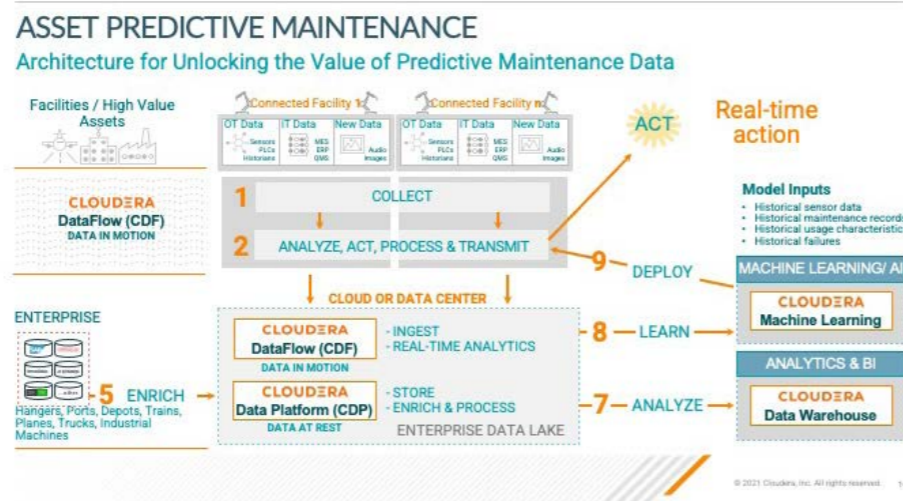 ASSET PREDICTIVE MAINTENANCE
Architecture for Unlocking the Value of Predictive Maintenance Data
Facilities / High Value
Assets
Connected Facility 1
OT Data
IT Data
New Data
Sensors
PLCs
Historians
MES
ERP
QMS
Audio
Images
Connected Facility n
OT Data
IT Data
New Data
Sensors
PLCs
Historians
MES
ERP
QMS
Audio
Images
ACT
Real-time
action
CLOUDERA
DataFlow (CDF)
DATA IN MOTION
1
COLLECT
2
ANALYZE, ACT, PROCESS & TRANSMIT
Model Inputs
• Historical sensor data
• Historical maintenance records
• Historical usage characteristic
• Historical failures
9
DEPLOY
MACHINE LEARNING/ AI
CLOUDERA
Machine Learning
CLOUD OR DATA CENTER
ENTERPRISE
5 ENRICH
Hangers, Ports, Depots, Trains,
Planes, Trucks, Industrial
Machines
CLOUDERA
DataFlow (CDF)
DATA IN MOTION
- INGEST
- REAL-TIME ANALYTICS
8 LEARN
CLOUDERA
Data Platform (CDP)
DATA AT REST
- STORE
- ENRICH & PROCESS
ENTERPRISE DATA LAKE
7 ANALYZE
ANALYTICS & BI
CLOUDERA
Data Warehouse
© 2021 Cloudera, Inc. All rights reserved.